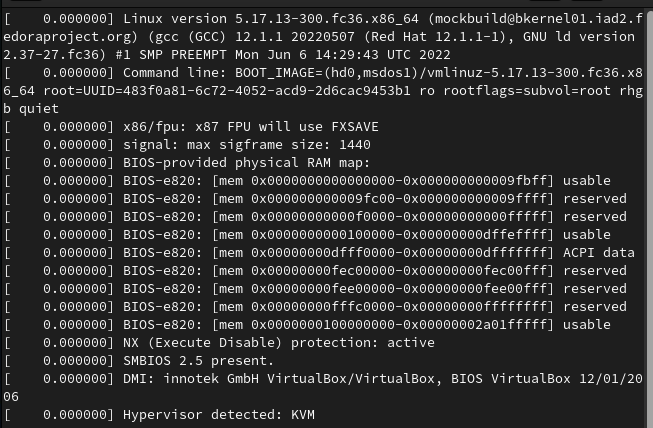 [    0.000000] Linux version 5.17.13-300.fc36.x86_64 (mockbuild@bkernel01.iad2.f
edoraproject.org) (gcc (GCC) 12.1.1 20220507 (Red Hat 12.1.1-1), GNU ld version
2.37-27.fc36) #1 SMP PREEMPT Mon Jun 6 14:29:43 UTC 2022
[    0.000000] Command line: BOOT_IMAGE=(hd0,msdos1)/vmlinuz-5.17.13-300.fc36.x8
6_64 root=UUID=483f0a81-6c72-4052-acd9-2d6cac9453b1 ro rootflags=subvol=root rhg
b quiet
[    0.000000] x86/fpu: x87 FPU will use FXSAVE
[    0.000000] signal: max sigframe size: 1440
[    0.000000] BIOS-provided physical RAM map:
[    0.000000] BIOS-e820: [mem 0x0000000000000000-0x000000000009fbff] usable
[    0.000000] BIOS-e820: [mem 0x000000000009fc00-0x000000000009ffff] reserved
[    0.000000] BIOS-e820: [mem 0x00000000000f0000-0x00000000000fffff] reserved
[    0.000000] BIOS-e820: [mem 0x0000000000100000-0x00000000dffeffff] usable
[    0.000000] BIOS-e820: [mem 0x00000000dfff0000-0x00000000dfffffff] ACPI data
[    0.000000] BIOS-e820: [mem 0x00000000fec00000-0x00000000fec00fff] reserved
[    0.000000] BIOS-e820: [mem 0x00000000fee00000-0x00000000fee00fff] reserved
[    0.000000] BIOS-e820: [mem 0x00000000fffc0000-0x00000000ffffffff] reserved
[    0.000000] BIOS-e820: [mem 0x0000000100000000-0x00000002a01fffff] usable
[    0.000000] NX (Execute Disable) protection: active
[    0.000000] SMBIOS 2.5 present.
[    0.000000] DMI: innotek GmbH VirtualBox/VirtualBox, BIOS VirtualBox 12/01/20
06
[    0.000000] Hypervisor detected: KVM